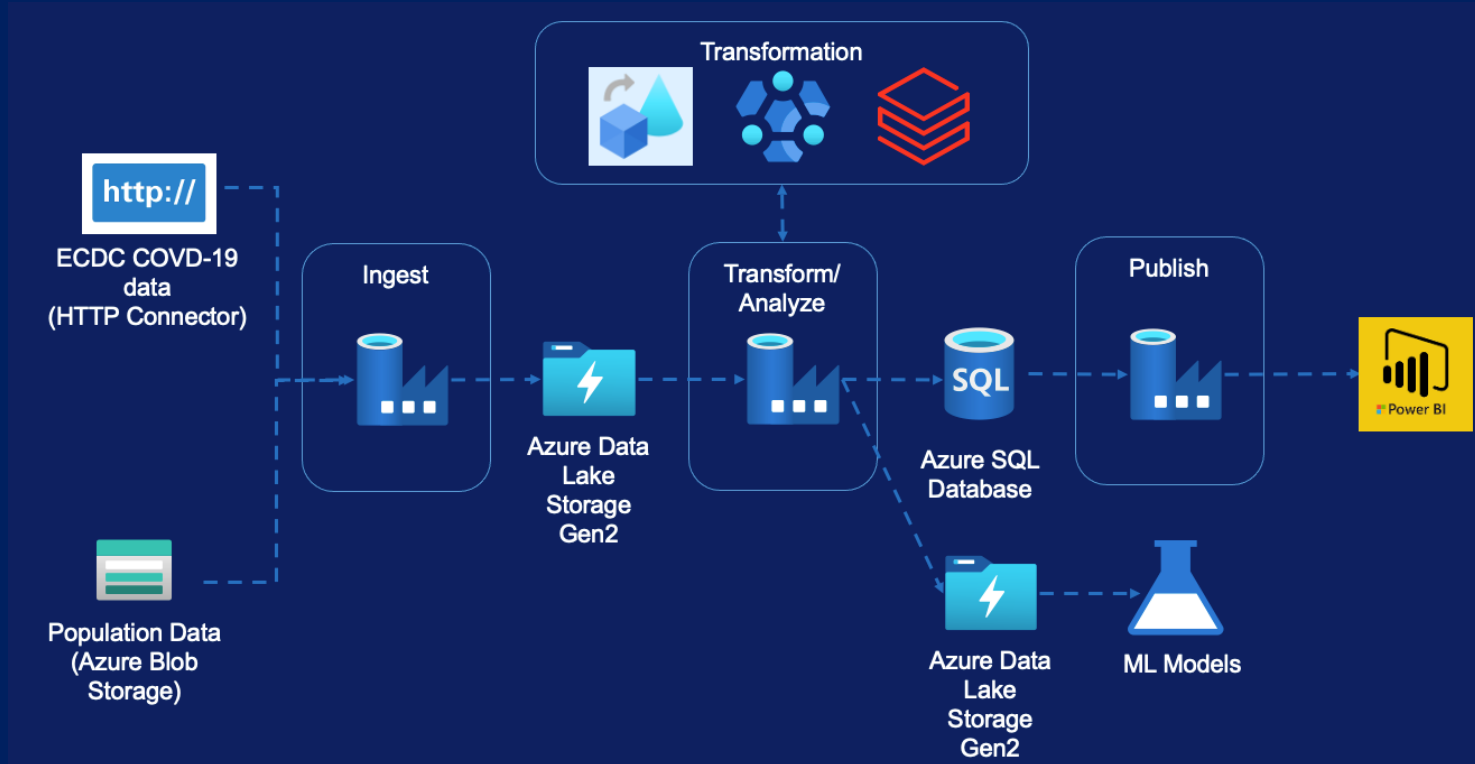 Transformation
http://
ECDC COVD-19
data
(HTTP Connector)
Ingest
Transform/
Analyze
Publish
SQL
Power BI
Azure Data
Lake
Storage
Gen2
Azure SQL
Database
Population Data
(Azure Blob
Storage)
Azure Data
Lake
Storage
Gen2
ML Models